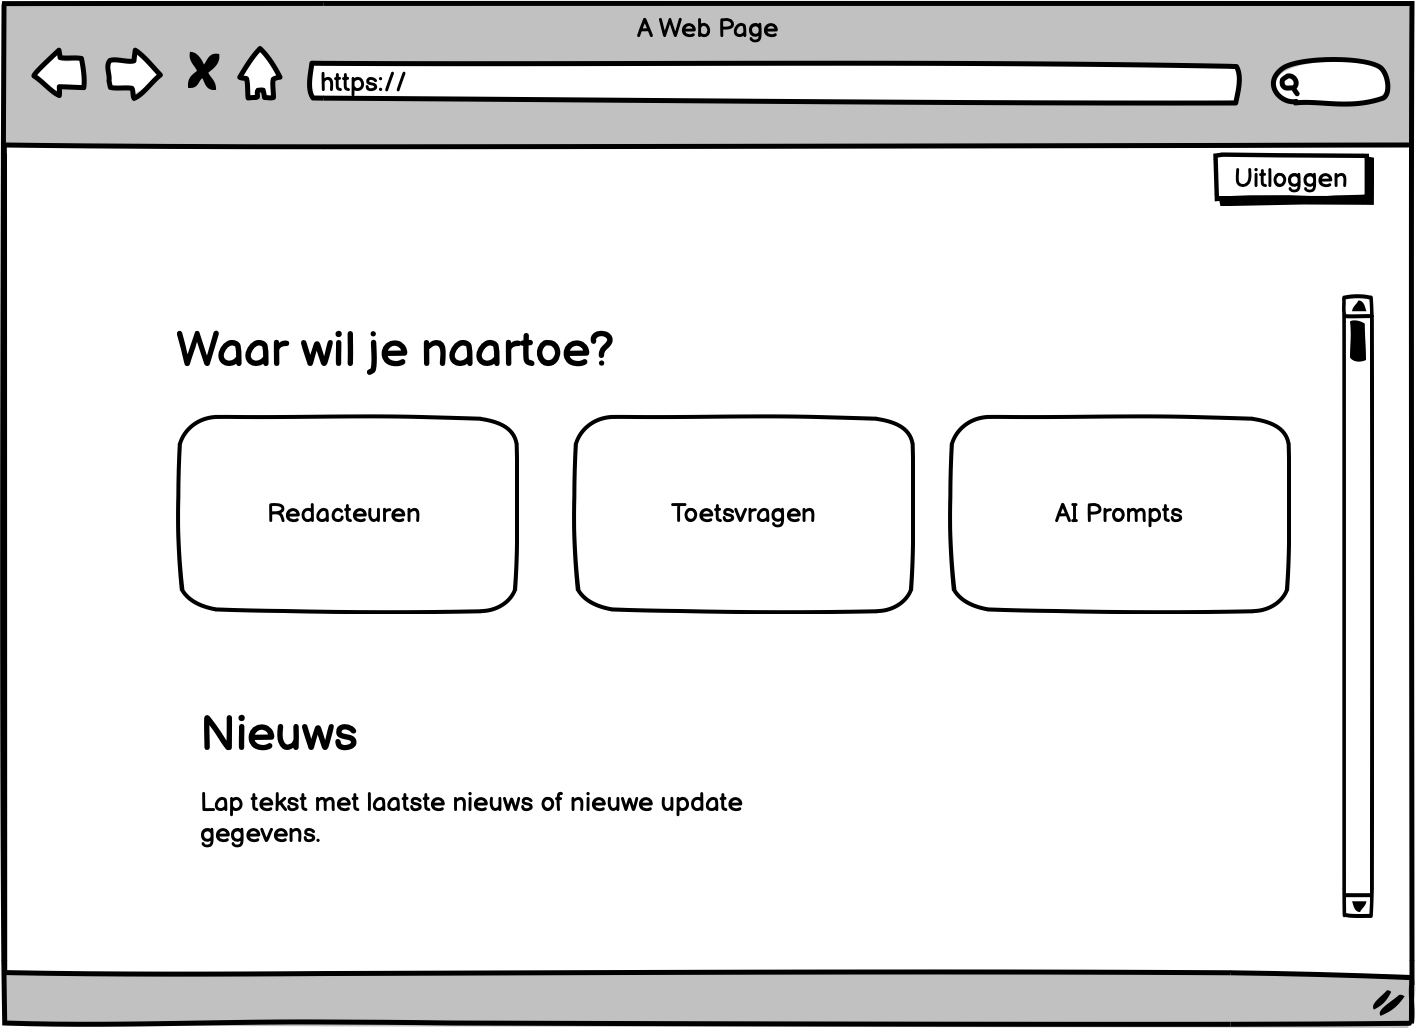 A Web Page
https://
Uitloggen
Waar wil je naartoe?
Redacteuren
Toetsvragen
AI Prompts
Nieuws
Lap tekst met laatste nieuws of nieuwe update
gegevens.